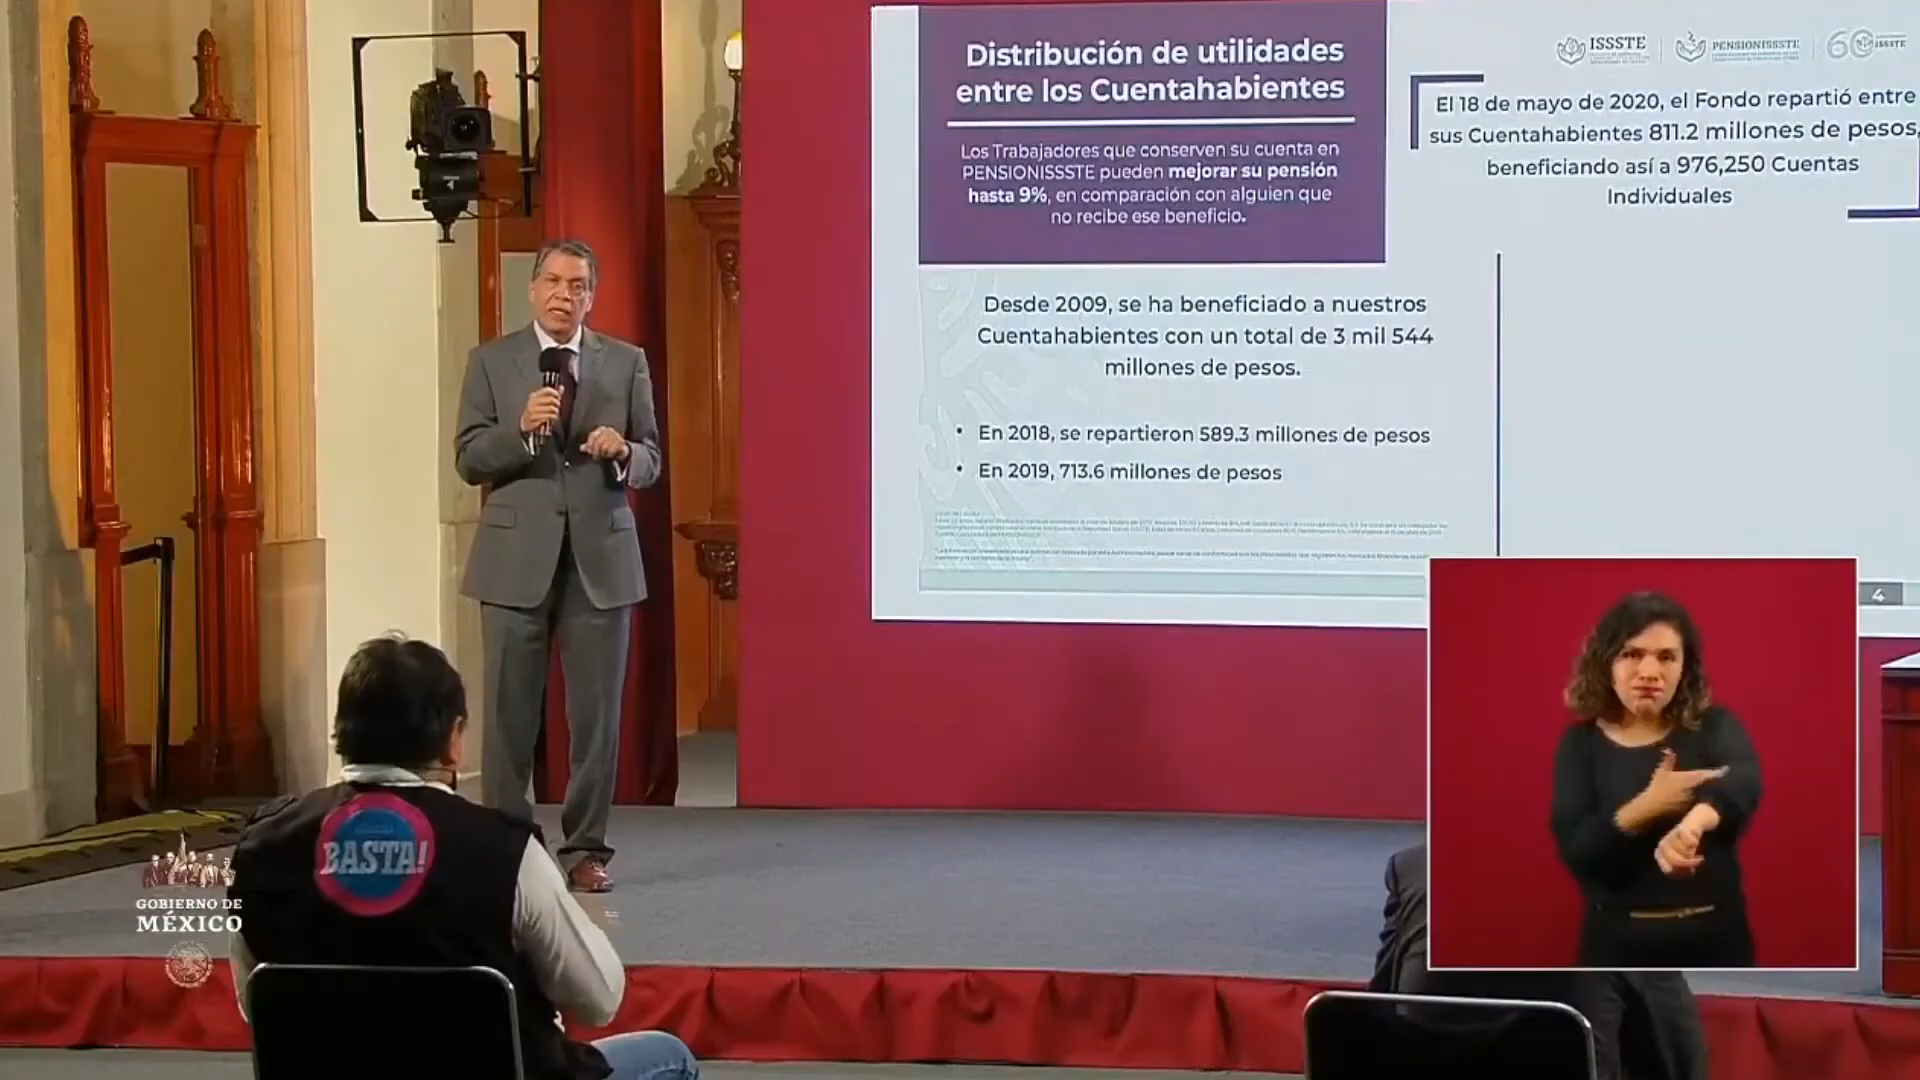 Distribución de utilidades
entre los Cuentahabientes
Los Trabajadores que conserven su cuenta en
PENSIONISSSTE pueden mejorar su pensión
hasta 9%, en comparación con alguien que
no recibe ese beneficio.
Desde 2009, se ha beneficiado a nuestros
Cuentahabientes con un total de 3 mil 544
millones de pesos.
• En 2018, se repartieron 589.3 millones de pesos
• En 2019, 713.6 millones de pesos
ISSSTE
PENSIONISSSTE
60
ISSSTE
El 18 de mayo de 2020, el Fondo repartió entre
sus Cuentahabientes 811.2 millones de pesos,
beneficiando así a 976,250 Cuentas
Individuales
4
BASTA!
GOBIERNO DE
MÉXICO